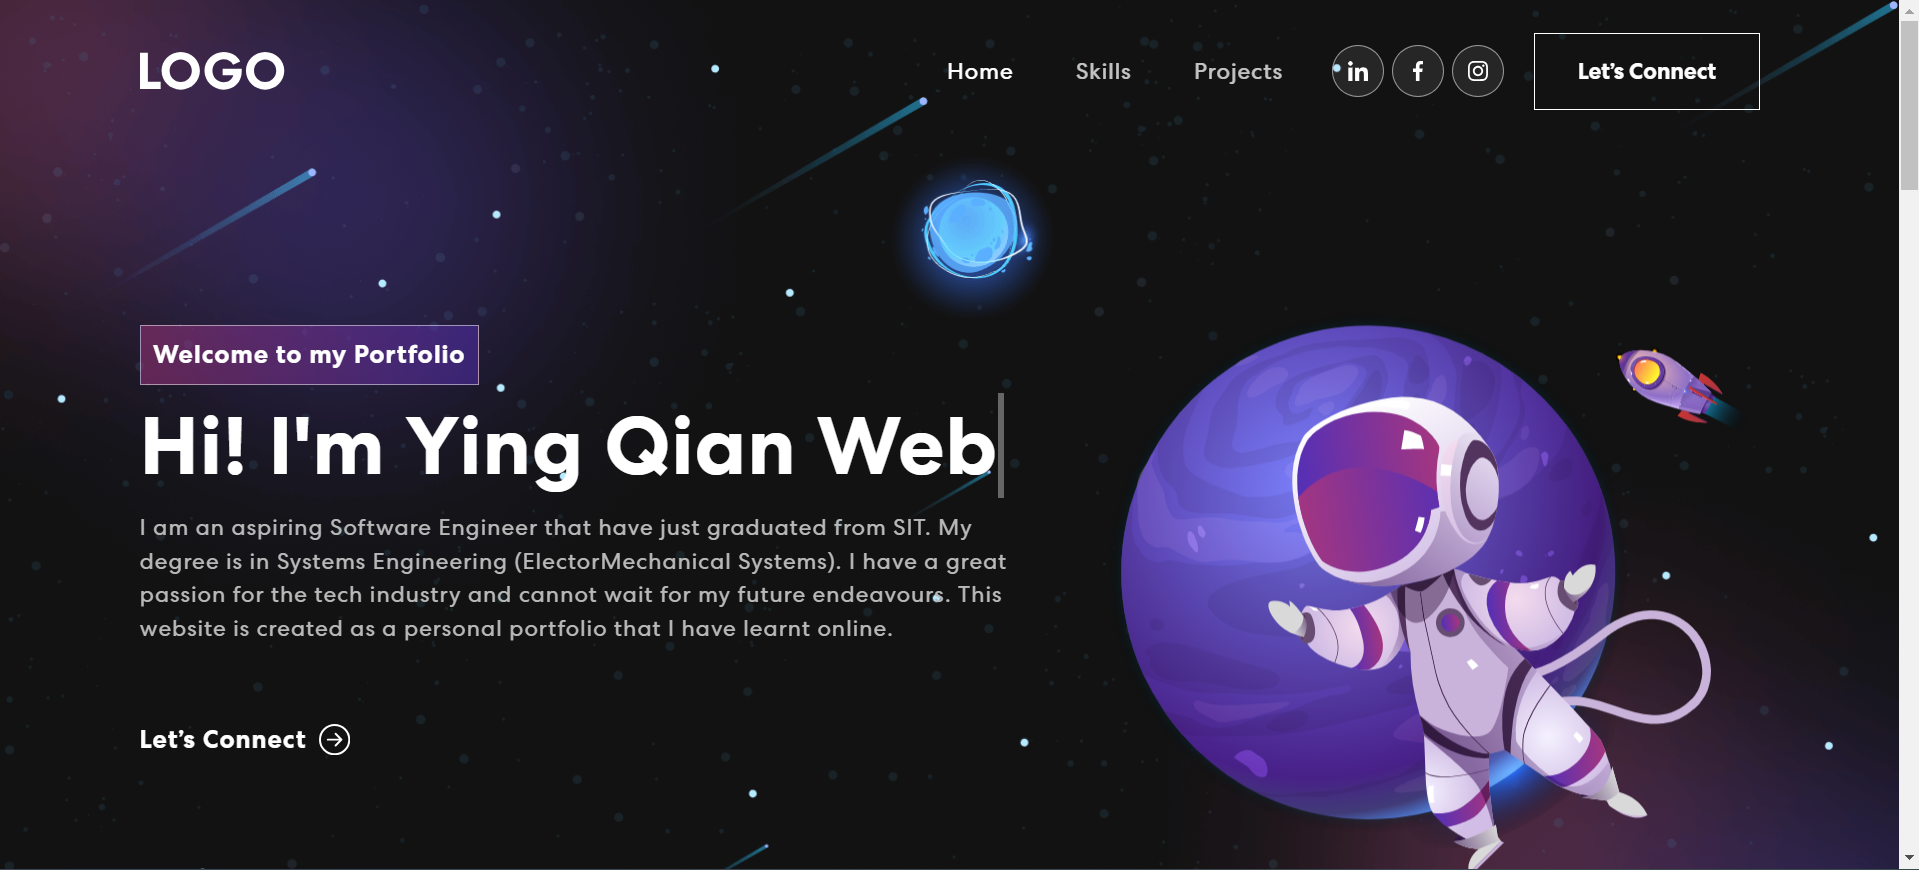 LOGO
Home
Skills
Projects
in
f
Let's Connect
Welcome to my Portfolio
Hi! I'm Ying Qian Web
I am an aspiring Software Engineer that have just graduated from SIT. My
degree is in Systems Engineering (ElectorMechanical Systems). I have a great
passion for the tech industry and cannot wait for my future endeavours. This
website is created as a personal portfolio that I have learnt online.
Let's Connect